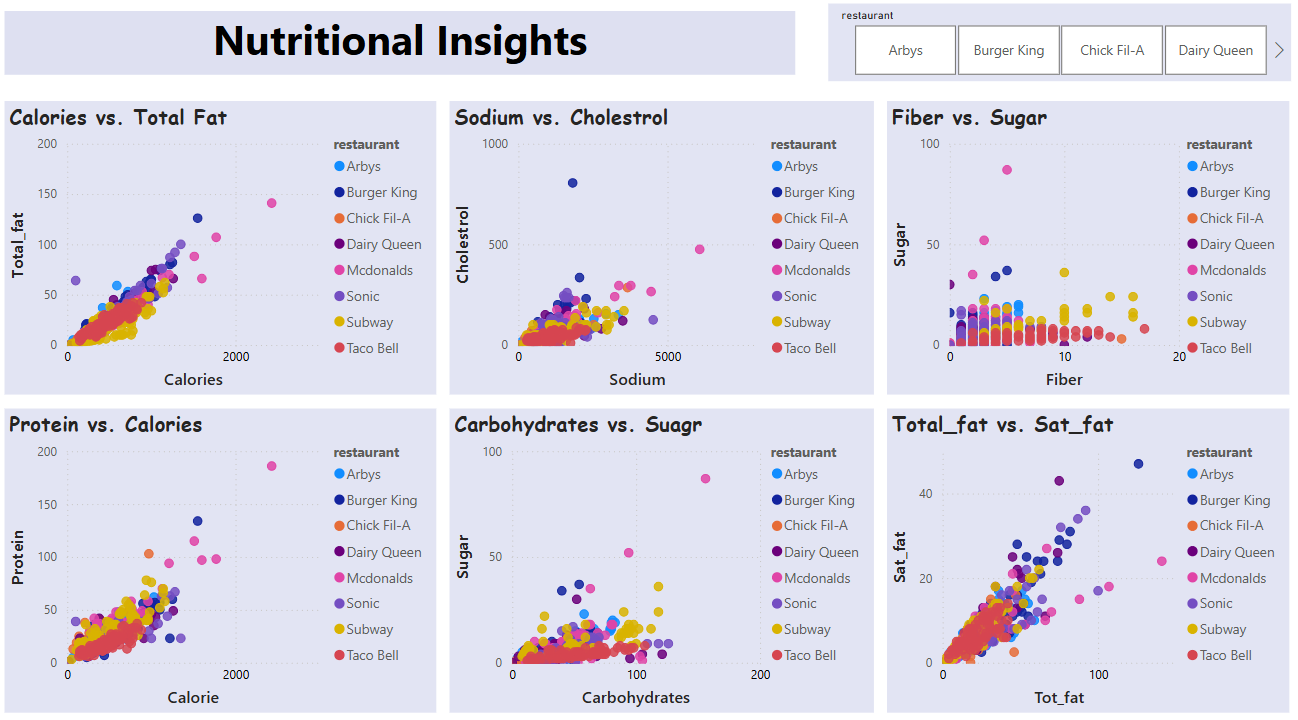 Nutritional Insights
restaurant
Arbys
Burger King
Chick Fil-A
Dairy Queen
Calories vs. Total Fat
200
150
100
50
0
Total_fat
0
2000
Calories
restaurant
Arbys
Burger King
Chick Fil-A
Dairy Queen
Mcdonalds
Sonic
Subway
Taco Bell
Sodium vs. Cholestrol
1000
500
0
Cholestrol
0
5000
Sodium
restaurant
Arbys
Burger King
Chick Fil-A
Dairy Queen
Mcdonalds
Sonic
Subway
Taco Bell
Fiber vs. Sugar
100
50
0
Sugar
0
10
20
Fiber
restaurant
Arbys
Burger King
Chick Fil-A
Dairy Queen
Mcdonalds
Sonic
Subway
Taco Bell
Protein vs. Calories
200
150
100
50
0
Protein
0
2000
Calorie
restaurant
Arbys
Burger King
Chick Fil-A
Dairy Queen
Mcdonalds
Sonic
Subway
Taco Bell
Carbohydrates vs. Suagr
100
50
0
Sugar
0
100
200
Carbohydrates
restaurant
Arbys
Burger King
Chick Fil-A
Dairy Queen
Mcdonalds
Sonic
Subway
Taco Bell
Total_fat vs. Sat_fat
40
20
0
Sat_fat
0
100
Tot_fat
restaurant
Arbys
Burger King
Chick Fil-A
Dairy Queen
Mcdonalds
Sonic
Subway
Taco Bell